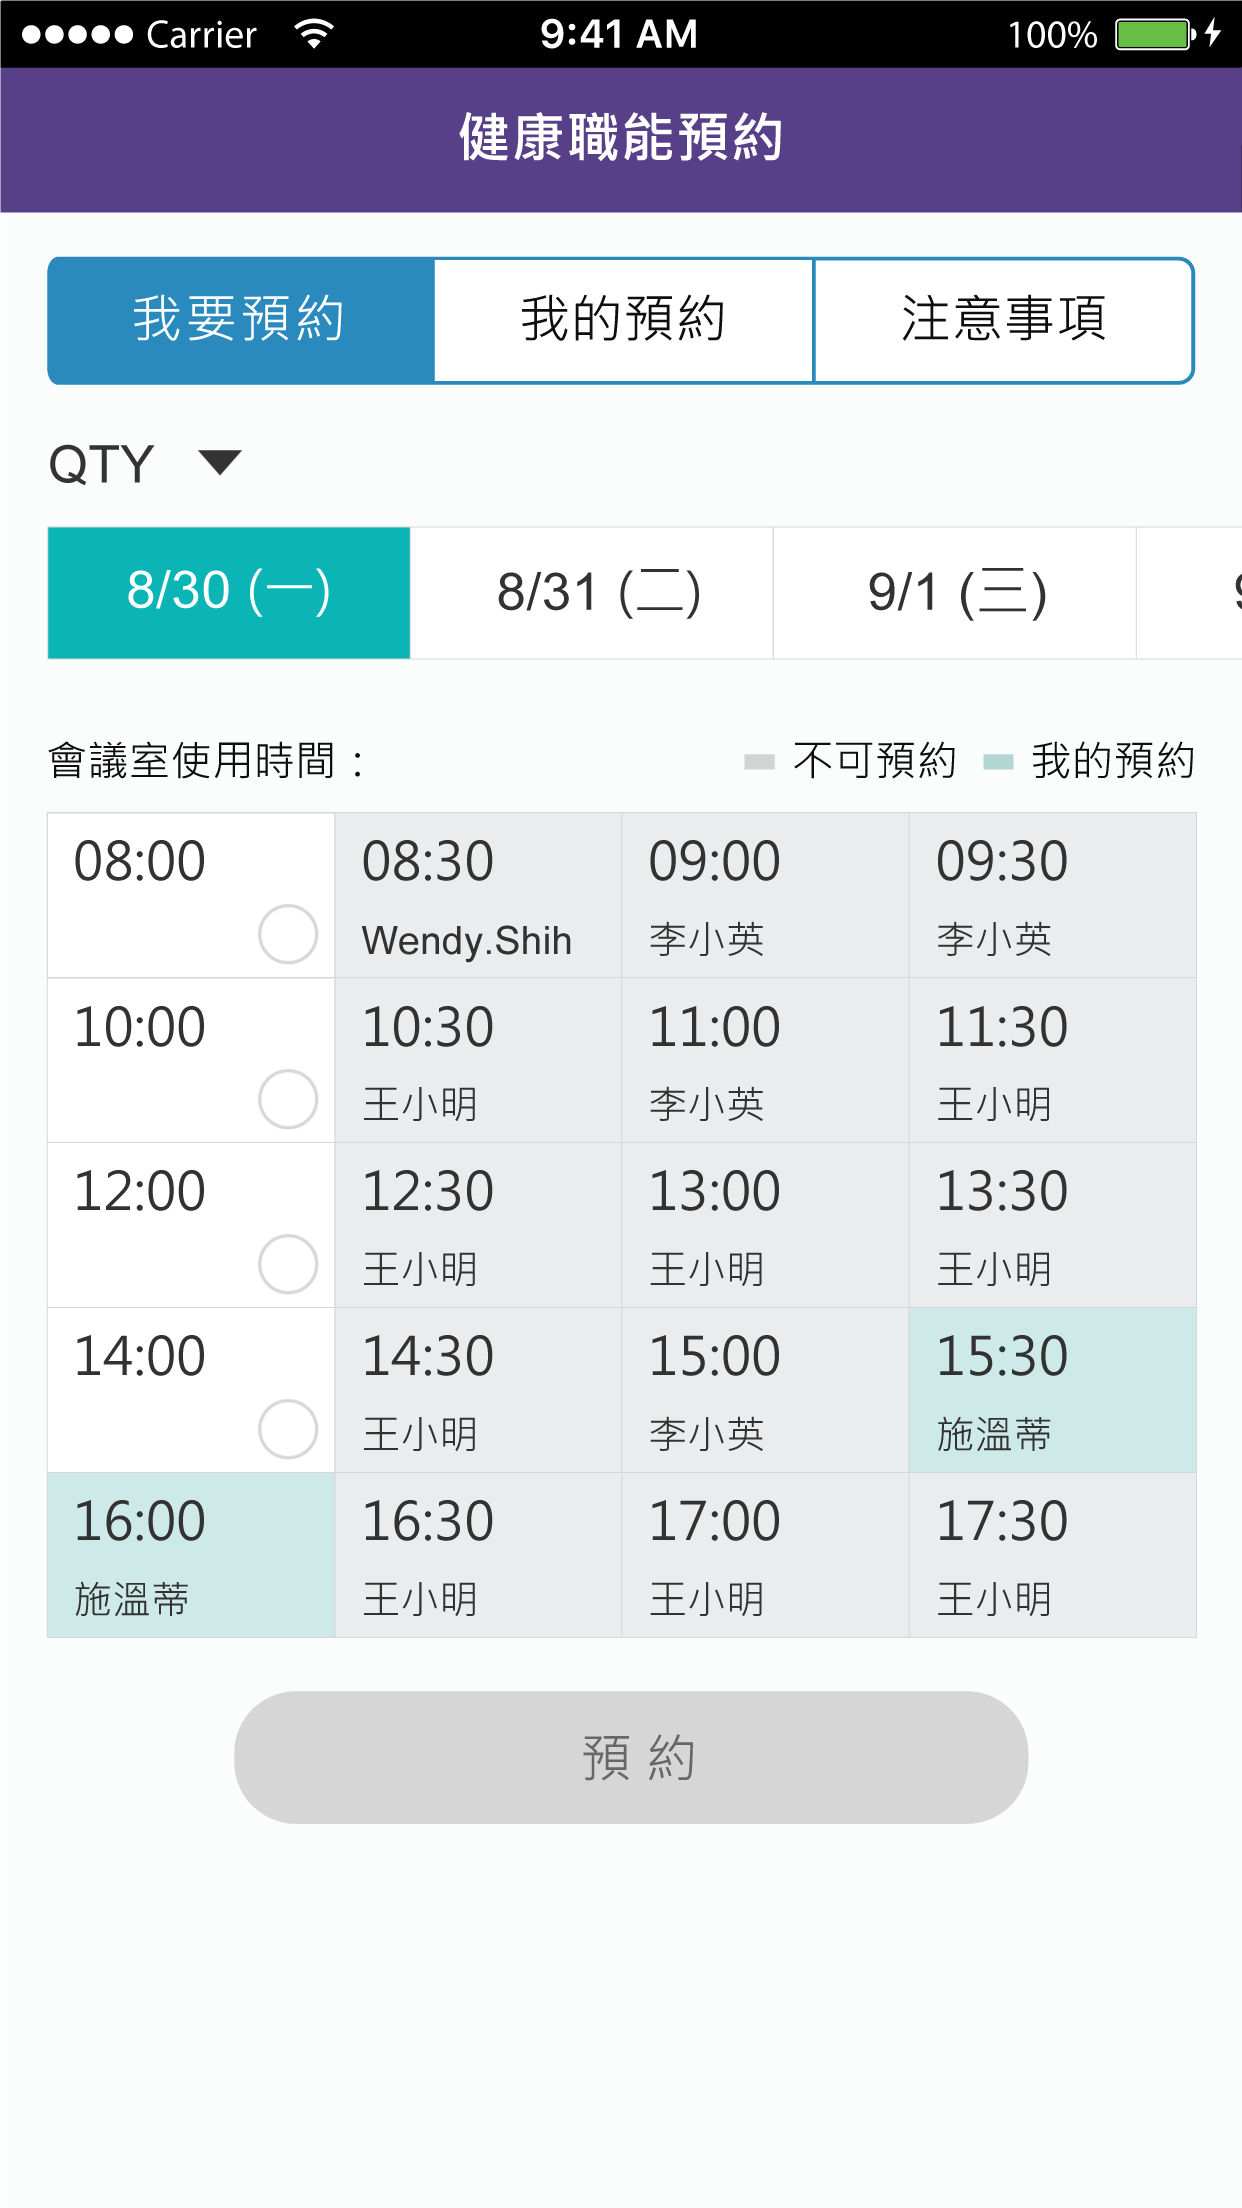 Carrier 9:41 AM 100%
健康職能預約
我要預約 我的預約 注意事項
QTY
8/30 (一) 8/31 (二) 9/1 (三)
會議室使用時間： 不可預約 我的預約
08:00 08:30 09:00 09:30
Wendy.Shih 李小英 李小英
10:00 10:30 11:00 11:30
王小明 李小英 王小明
12:00 12:30 13:00 13:30
王小明 王小明 王小明
14:00 14:30 15:00 15:30
王小明 李小英 施溫蒂
16:00 16:30 17:00 17:30
施溫蒂 王小明 王小明 王小明
預 約